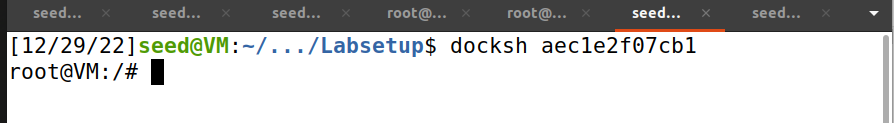 seed... × seed... × seed... × root@... × root@... × seed... × seed... ×
[12/29/22]seed@VM:~/.../Labsetup$ docksh aec1e2f07cb1
root@VM:/#